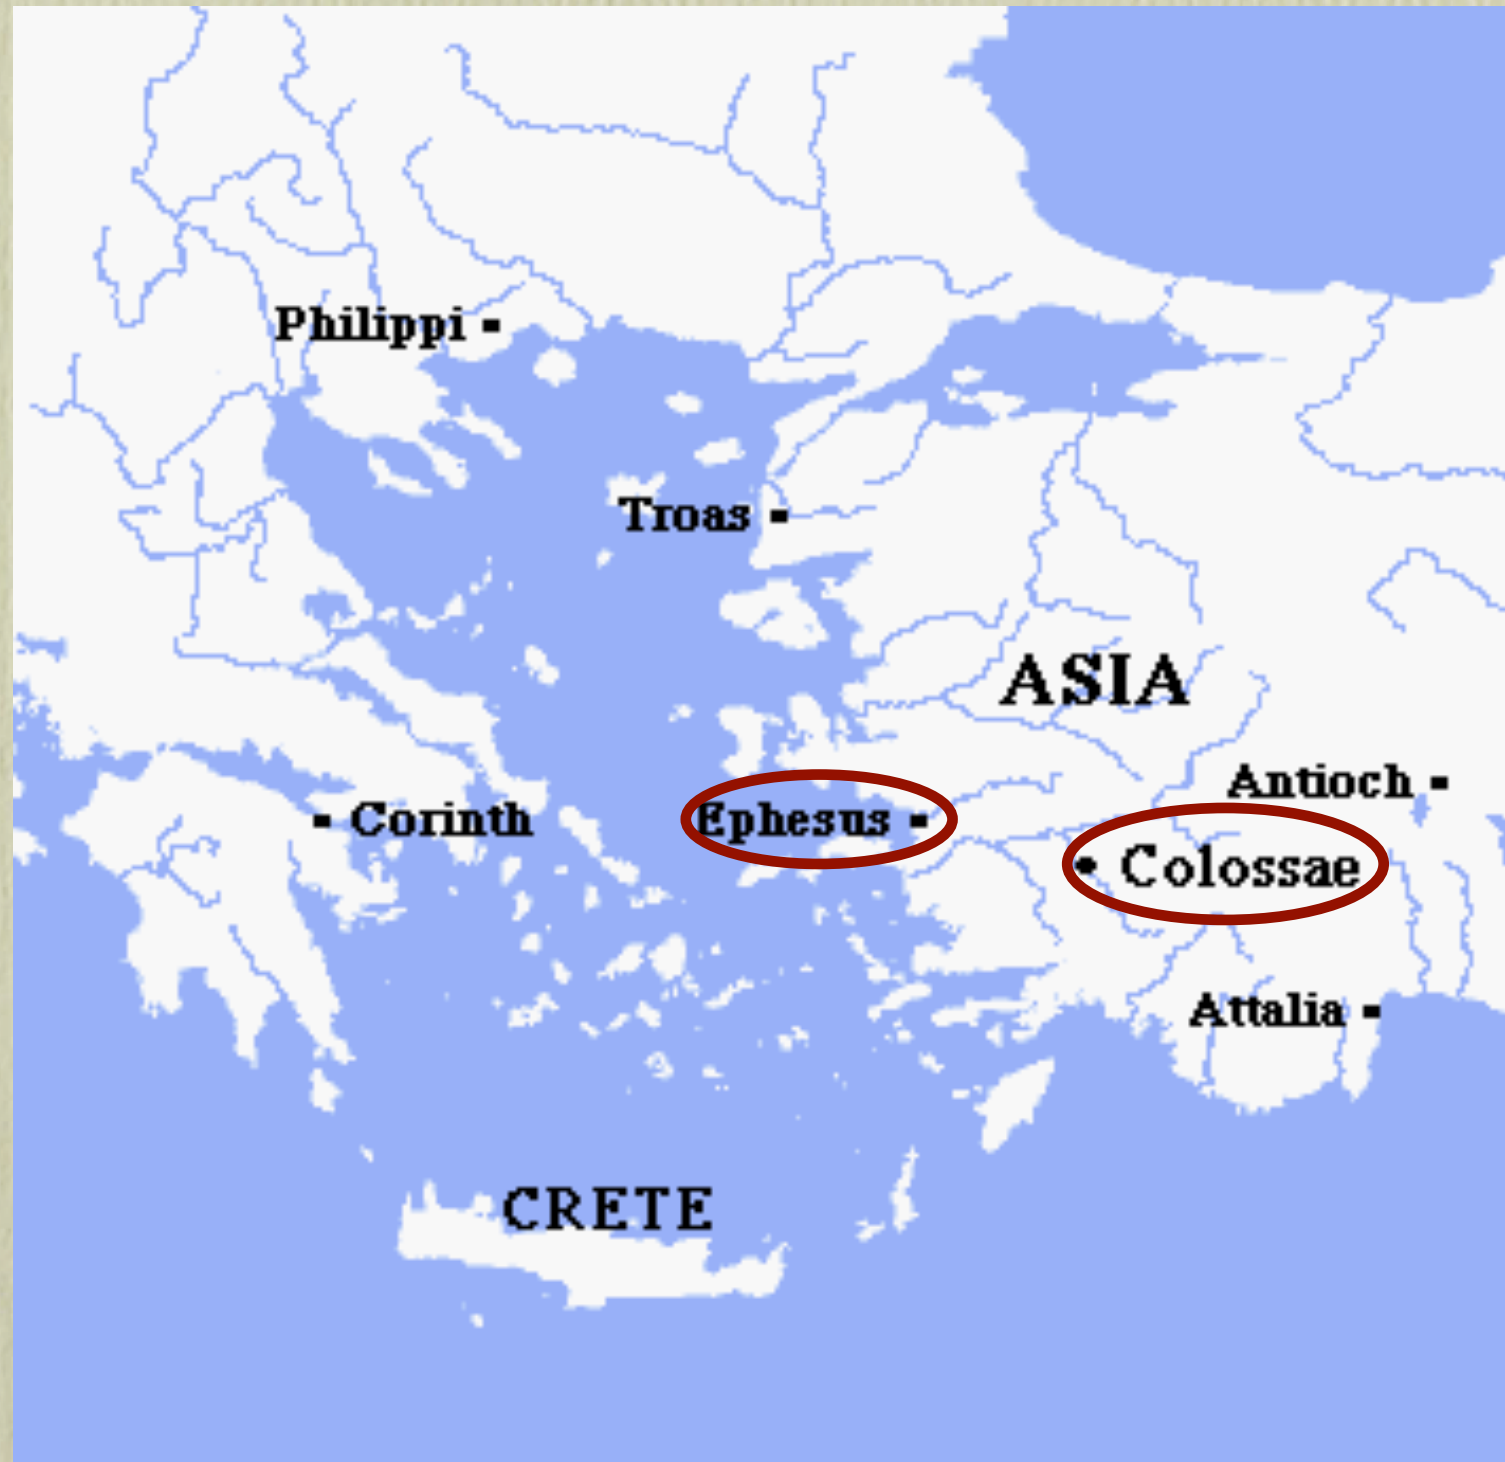 Philippi
Troas
ASIA
Antioch
Corinth
Ephesus
Colossae
Attalia
CRETE